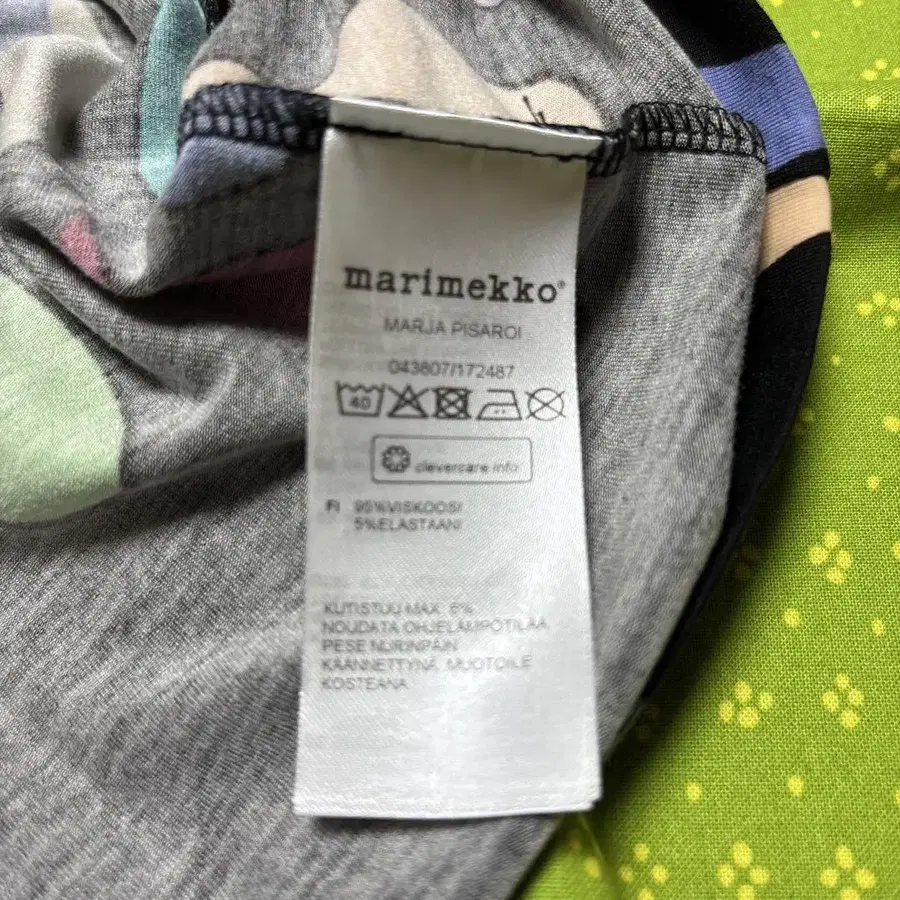 marimekko®
MARJA PISAROI
043807/172487
40
clevercare.info
FI 95%VISKOOSI
5%ELASTAANI
KUTISTUU MAX. 6%
NOUDATA OHJELÄMPÖTILAA
PESE NURINPÄIN
KÄÄNNETTYNÄ, MUOTOILE
KOSTEANA